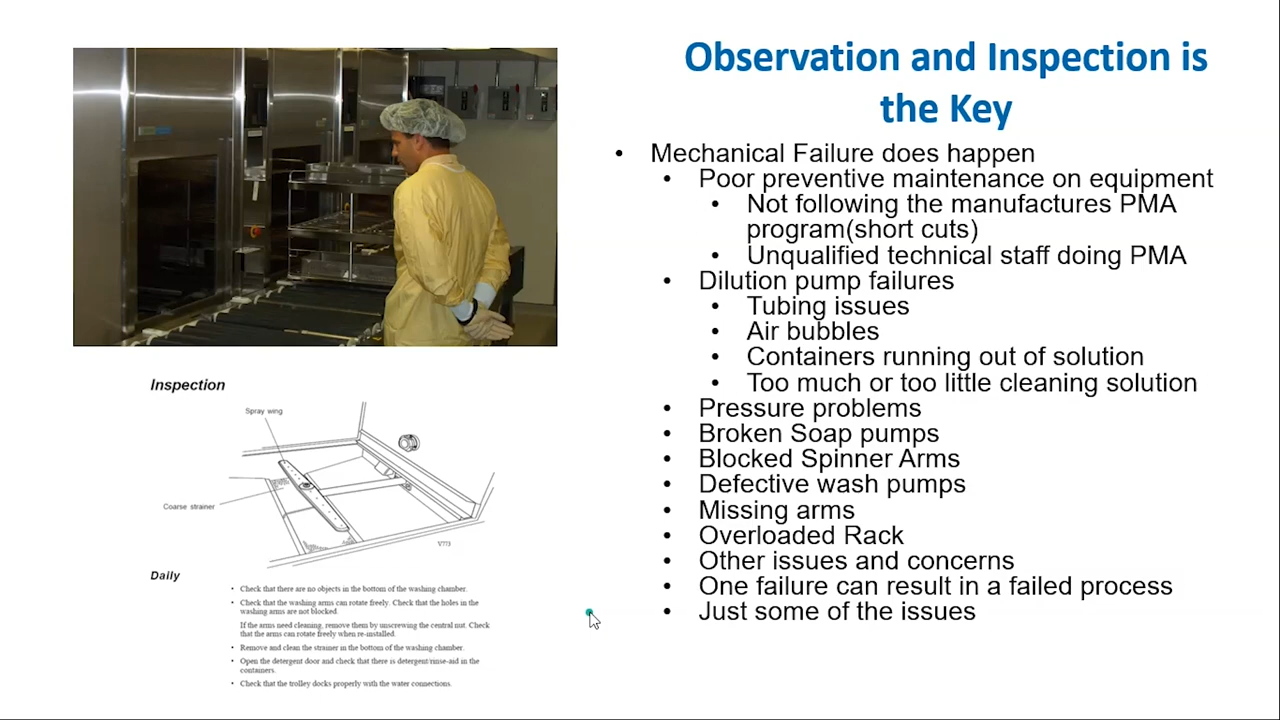 Observation and Inspection is
the Key
• Mechanical Failure does happen
• Poor preventive maintenance on equipment
• Not following the manufactures PMA
program(short cuts)
• Unqualified technical staff doing PMA
• Dilution pump failures
• Tubing issues
• Air bubbles
• Containers running out of solution
• Too much or too little cleaning solution
• Pressure problems
• Broken Soap pumps
• Blocked Spinner Arms
• Defective wash pumps
• Missing arms
• Overloaded Rack
• Other issues and concerns
• One failure can result in a failed process
• Just some of the issues
Inspection
Spray wing
Coarse strainer
V773
Daily
• Check that there are no objects in the bottom of the washing chamber.
• Check that the washing arms can rotate freely. Check that the holes in the
washing arms are not blocked.
If the arms need cleaning, remove them by unscrewing the central nut. Check
that the arms can rotate freely when re-installed.
• Remove and clean the strainer in the bottom of the washing chamber.
• Open the detergent door and check that there is detergent/rinse-aid in the
containers.
• Check that the trolley docks properly with the water connections.